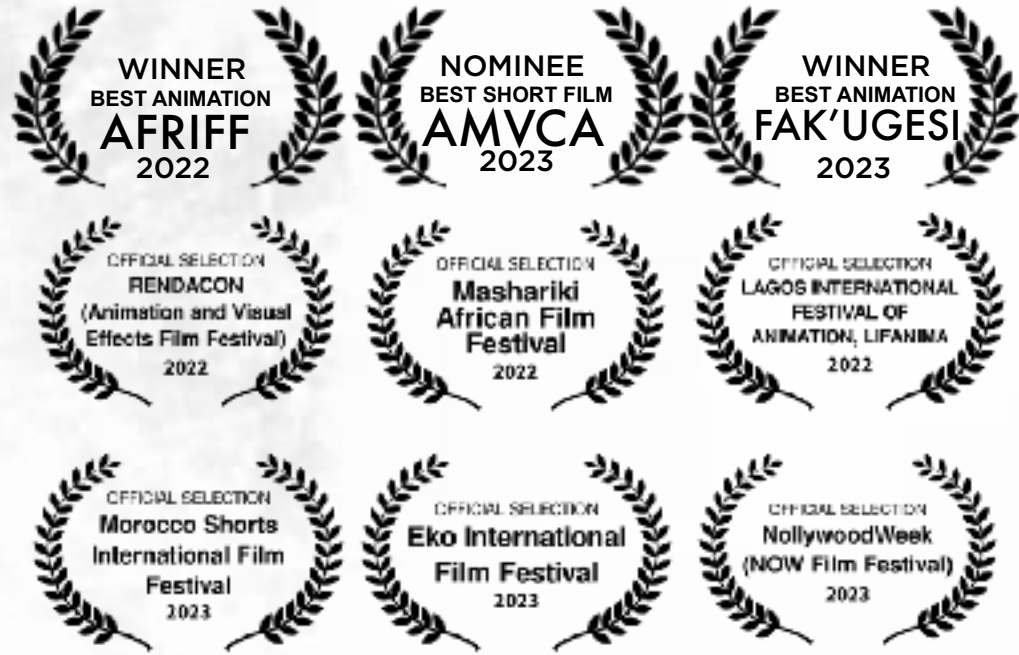 WINNER
BEST ANIMATION
AFRIFF
2022
NOMINEE
BEST SHORT FILM
AMVCA
2023
WINNER
BEST ANIMATION
FAK'UGESI
2023
OFFICIAL SELECTION
RENDACON
(Animation and Visual
Effects Film Festival)
2022
OFFICIAL SELECTION
Mashariki
African Film
Festival
2022
OFFICIAL SELECTION
LAGOS INTERNATIONAL
FESTIVAL OF
ANIMATION, LIFANIMA
2022
OFFICIAL SELECTION
Morocco Shorts
International Film
Festival
2023
OFFICIAL SELECTION
Eko International
Film Festival
2023
OFFICIAL SELECTION
NollywoodWeek
(NOW Film Festival)
2023